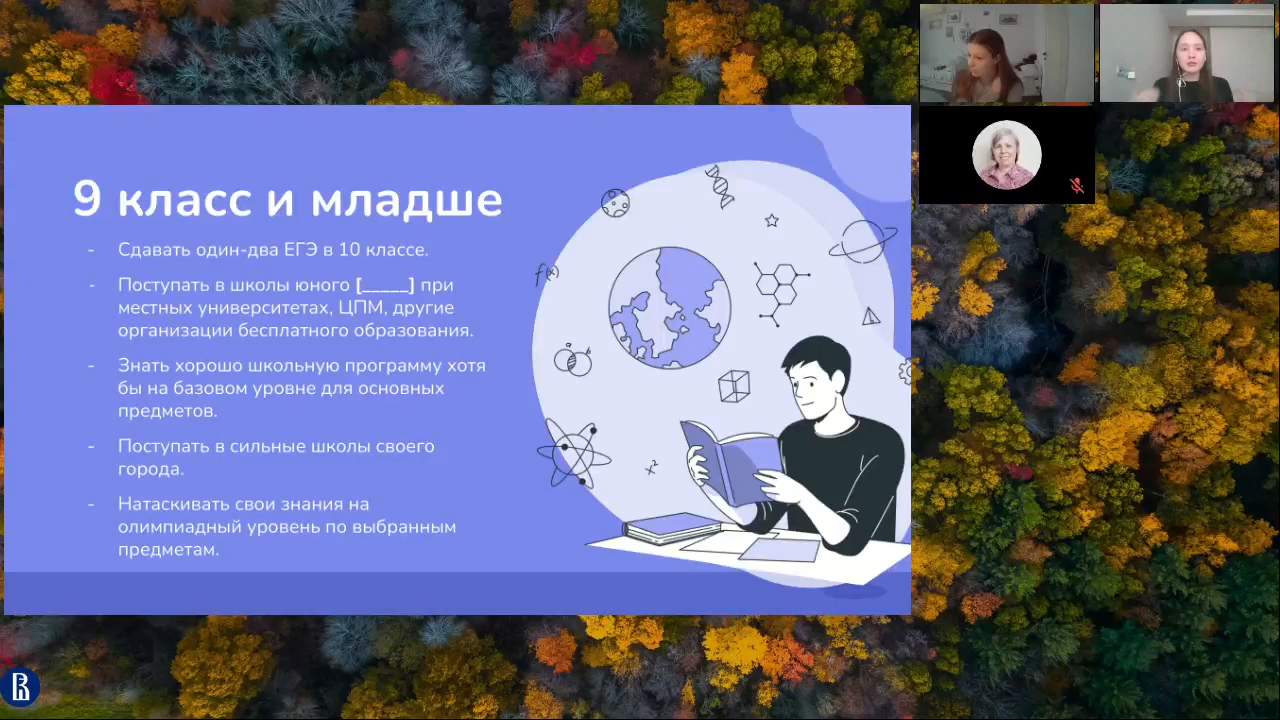 9 класс и младше
- Сдавать один-два ЕГЭ в 10 классе.
- Поступать в школы юного [_____] при
местных университетах, ЦПМ, другие
организации бесплатного образования.
- Знать хорошо школьную программу хотя
бы на базовом уровне для основных
предметов.
- Поступать в сильные школы своего
города.
- Натаскивать свои знания на
олимпиадный уровень по выбранным
предметам.
f(x)
a b
x²